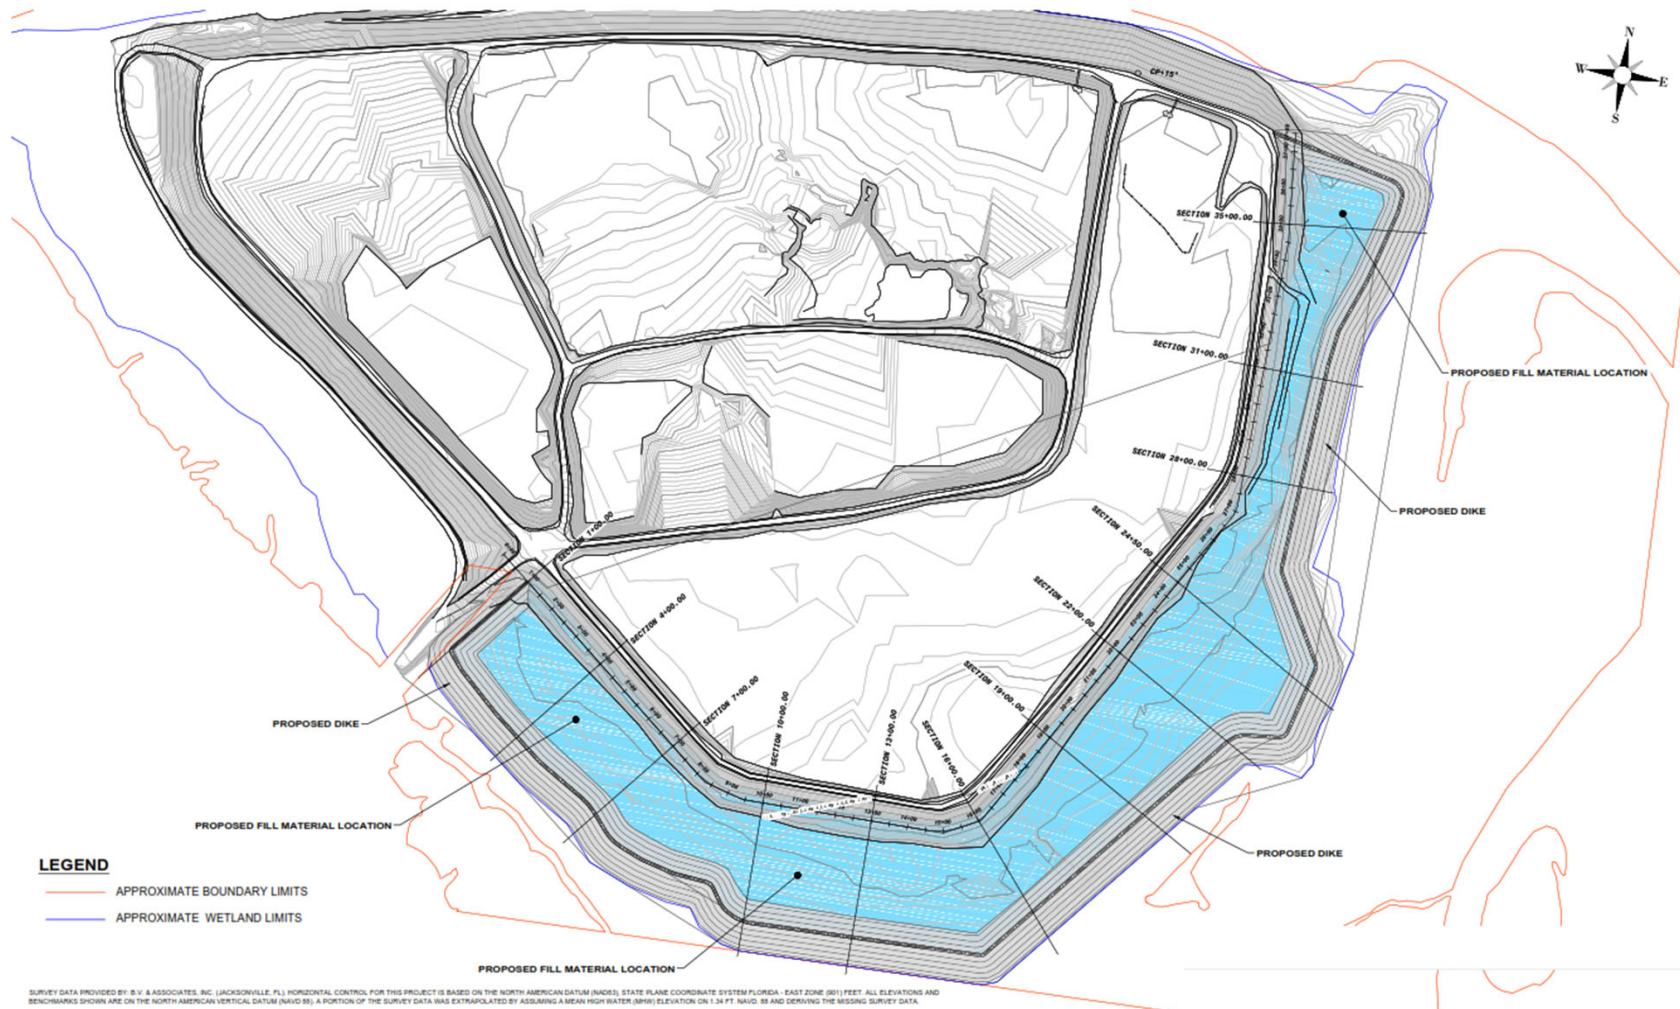 N
W
E
S
CP-15"
SECTION 35+00.00
SECTION 31+00.00
PROPOSED FILL MATERIAL LOCATION
SECTION 28+00.00
PROPOSED DIKE
SECTION 24+50.00
SECTION 1+00.00
SECTION 22+00.00
SECTION 4+00.00
SECTION 19+00.00
SECTION 7+00.00
SECTION 10+00.00
SECTION 13+00.00
SECTION 16+00.00
PROPOSED DIKE
PROPOSED FILL MATERIAL LOCATION
PROPOSED DIKE
LEGEND
APPROXIMATE BOUNDARY LIMITS
APPROXIMATE WETLAND LIMITS
PROPOSED FILL MATERIAL LOCATION
SURVEY DATA PROVIDED BY: B.V. & ASSOCIATES, INC. (JACKSONVILLE, FL). HORIZONTAL CONTROL FOR THIS PROJECT IS BASED ON THE NORTH AMERICAN DATUM (NAD83), STATE PLANE COORDINATE SYSTEM FLORIDA - EAST ZONE (901) FEET. ALL ELEVATIONS AND
BENCHMARKS SHOWN ARE ON THE NORTH AMERICAN VERTICAL DATUM (NAVD 88). A PORTION OF THE SURVEY DATA WAS EXTRAPOLATED BY ASSUMING A MEAN HIGH WATER (MHW) ELEVATION ON 1.34 FT. NAVD. 88 AND DERIVING THE MISSING SURVEY DATA.